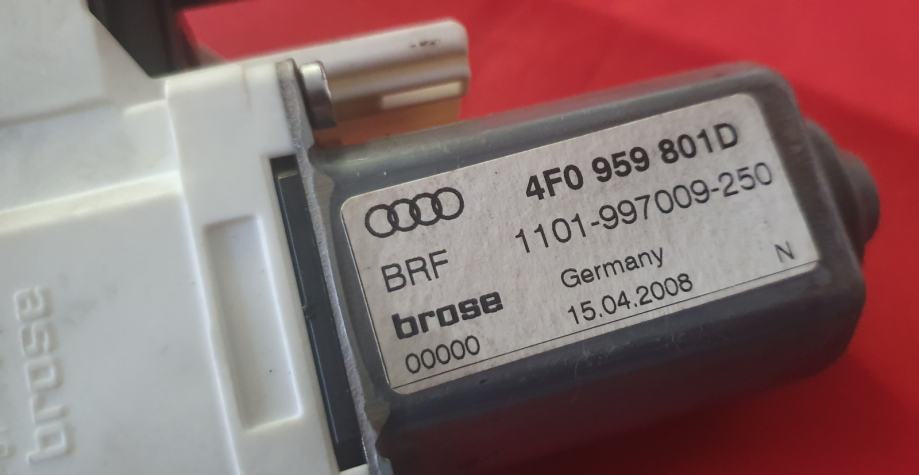 4F0 959 801D
1101-997009-250
BRF
Germany
N
brose
15.04.2008
00000
brose